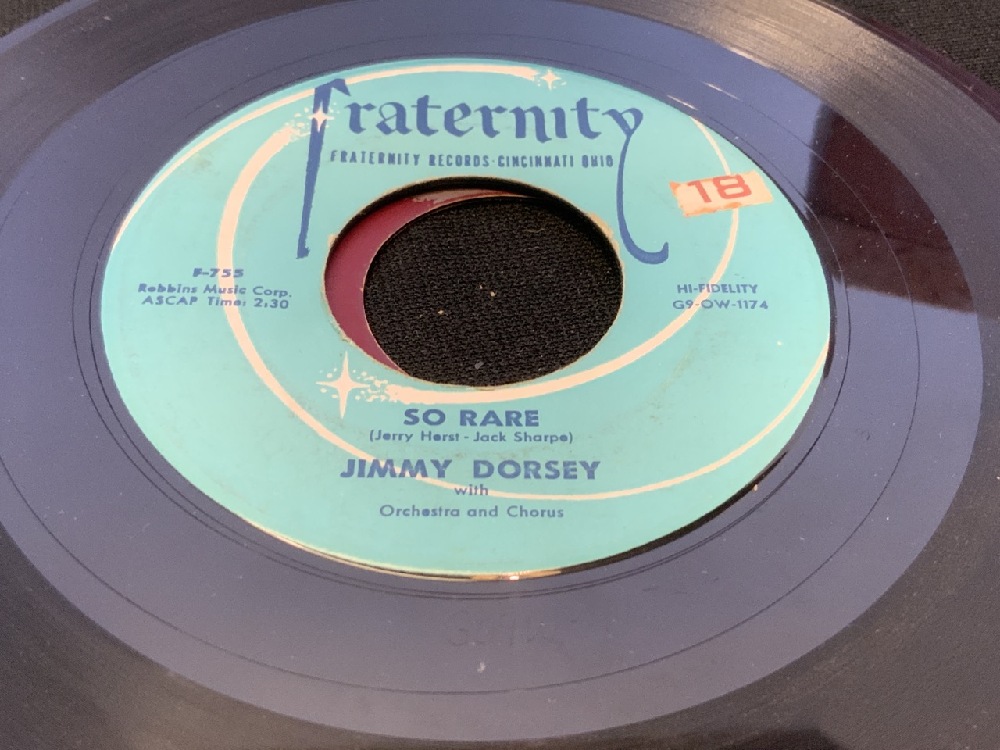 Fraternity
FRATERNITY RECORDS·CINCINNATI OHIO
18
F-755
Robbins Music Corp.
ASCAP Time: 2:30
HI-FIDELITY
G9-OW-1174
SO RARE
(Jerry Herst - Jack Sharpe)
JIMMY DORSEY
with
Orchestra and Chorus